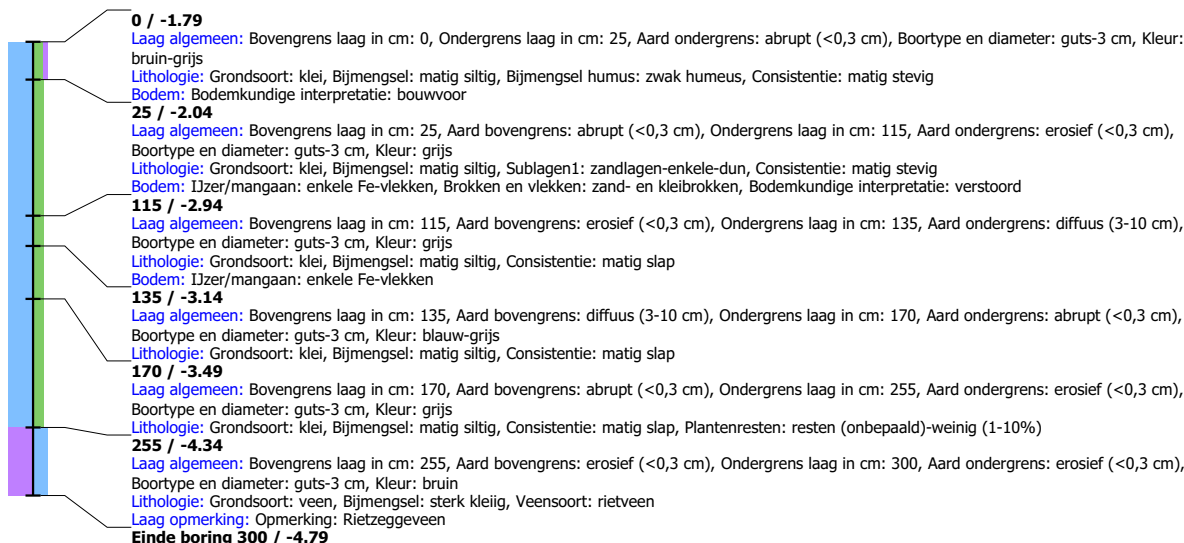 0 / -1.79
Laag algemeen: Bovengrens laag in cm: 0, Ondergrens laag in cm: 25, Aard ondergrens: abrupt (<0,3 cm), Boortype en diameter: guts-3 cm, Kleur:
bruin-grijs
Lithologie: Grondsoort: klei, Bijmengsel: matig siltig, Bijmengsel humus: zwak humeus, Consistentie: matig stevig
Bodem: Bodemkundige interpretatie: bouwvoor
25 / -2.04
Laag algemeen: Bovengrens laag in cm: 25, Aard bovengrens: abrupt (<0,3 cm), Ondergrens laag in cm: 115, Aard ondergrens: erosief (<0,3 cm),
Boortype en diameter: guts-3 cm, Kleur: grijs
Lithologie: Grondsoort: klei, Bijmengsel: matig siltig, Sublagen1: zandlagen-enkele-dun, Consistentie: matig stevig
Bodem: IJzer/mangaan: enkele Fe-vlekken, Brokken en vlekken: zand- en kleibrokken, Bodemkundige interpretatie: verstoord
115 / -2.94
Laag algemeen: Bovengrens laag in cm: 115, Aard bovengrens: erosief (<0,3 cm), Ondergrens laag in cm: 135, Aard ondergrens: diffuus (3-10 cm),
Boortype en diameter: guts-3 cm, Kleur: grijs
Lithologie: Grondsoort: klei, Bijmengsel: matig siltig, Consistentie: matig slap
Bodem: IJzer/mangaan: enkele Fe-vlekken
135 / -3.14
Laag algemeen: Bovengrens laag in cm: 135, Aard bovengrens: diffuus (3-10 cm), Ondergrens laag in cm: 170, Aard ondergrens: abrupt (<0,3 cm),
Boortype en diameter: guts-3 cm, Kleur: blauw-grijs
Lithologie: Grondsoort: klei, Bijmengsel: matig siltig, Consistentie: matig slap
170 / -3.49
Laag algemeen: Bovengrens laag in cm: 170, Aard bovengrens: abrupt (<0,3 cm), Ondergrens laag in cm: 255, Aard ondergrens: erosief (<0,3 cm),
Boortype en diameter: guts-3 cm, Kleur: grijs
Lithologie: Grondsoort: klei, Bijmengsel: matig siltig, Consistentie: matig slap, Plantenresten: resten (onbepaald)-weinig (1-10%)
255 / -4.34
Laag algemeen: Bovengrens laag in cm: 255, Aard bovengrens: erosief (<0,3 cm), Ondergrens laag in cm: 300, Aard ondergrens: erosief (<0,3 cm),
Boortype en diameter: guts-3 cm, Kleur: bruin
Lithologie: Grondsoort: veen, Bijmengsel: sterk kleiig, Veensoort: rietveen
Laag opmerking: Opmerking: Rietzeggeveen
Einde boring 300 / -4.79